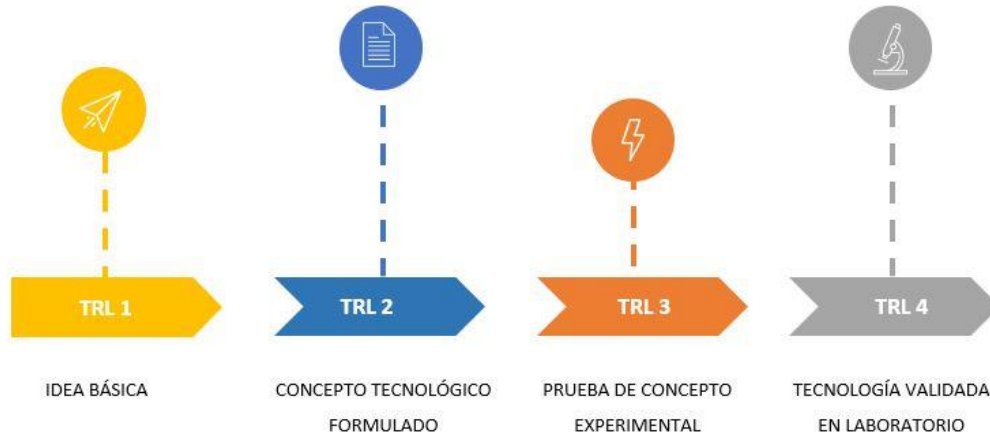 TRL 1
TRL 2
TRL 3
TRL 4
IDEA BÁSICA
CONCEPTO TECNOLÓGICO
FORMULADO
PRUEBA DE CONCEPTO
EXPERIMENTAL
TECNOLOGÍA VALIDADA
EN LABORATORIO